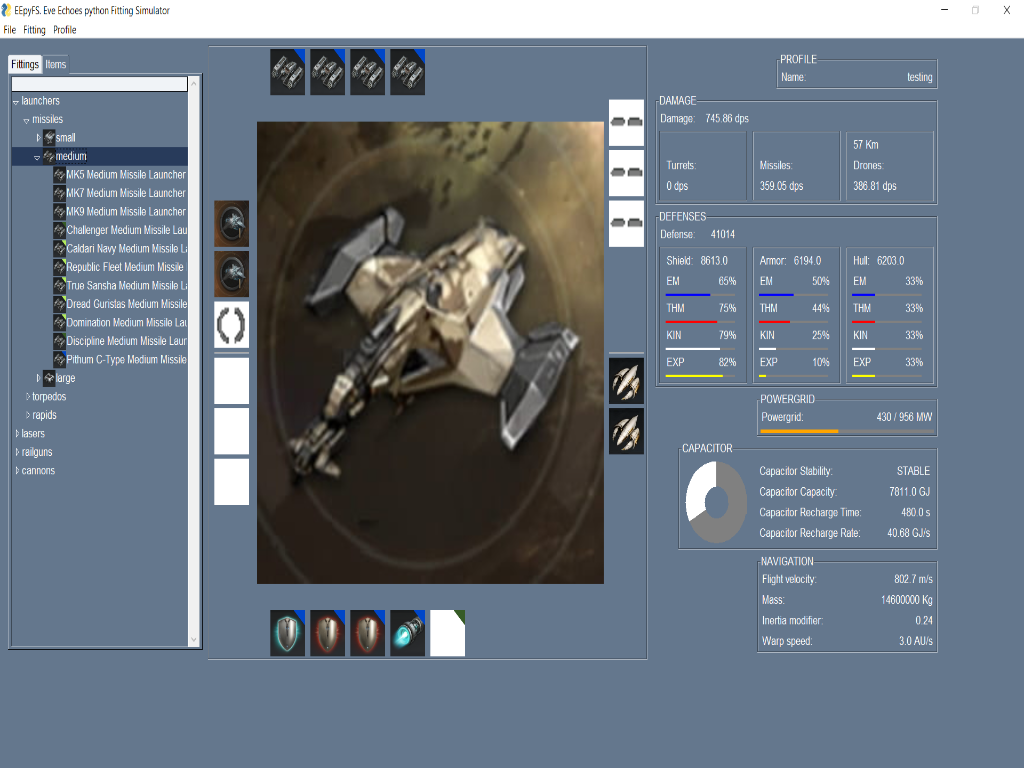 EEpyFS. Eve Echoes python Fitting Simulator
File Fitting Profile
Fittings Items
launchers
missiles
small
medium
MK5 Medium Missile Launcher
MK7 Medium Missile Launcher
MK9 Medium Missile Launcher
Challenger Medium Missile Lau
Caldari Navy Medium Missile L
Republic Fleet Medium Missile
True Sansha Medium Missile L
Dread Guristas Medium Missile
Domination Medium Missile Lau
Discipline Medium Missile Laur
Pithum C-Type Medium Missile
large
torpedos
rapids
lasers
railguns
cannons
PROFILE
Name: testing
DAMAGE
Damage: 745.86 dps
Turrets:
0 dps
Missiles:
359.05 dps
57 Km
Drones:
386.81 dps
DEFENSES
Defense: 41014
Shield: 8613.0
EM 65%
THM 75%
KIN 79%
EXP 82%
Armor: 6194.0
EM 50%
THM 44%
KIN 25%
EXP 10%
Hull: 6203.0
EM 33%
THM 33%
KIN 33%
EXP 33%
POWERGRID
Powergrid: 430 / 956 MW
CAPACITOR
Capacitor Stability: STABLE
Capacitor Capacity: 7811.0 GJ
Capacitor Recharge Time: 480.0 s
Capacitor Recharge Rate: 40.68 GJ/s
NAVIGATION
Flight velocity: 802.7 m/s
Mass: 14600000 Kg
Inertia modifier: 0.24
Warp speed: 3.0 AU/s